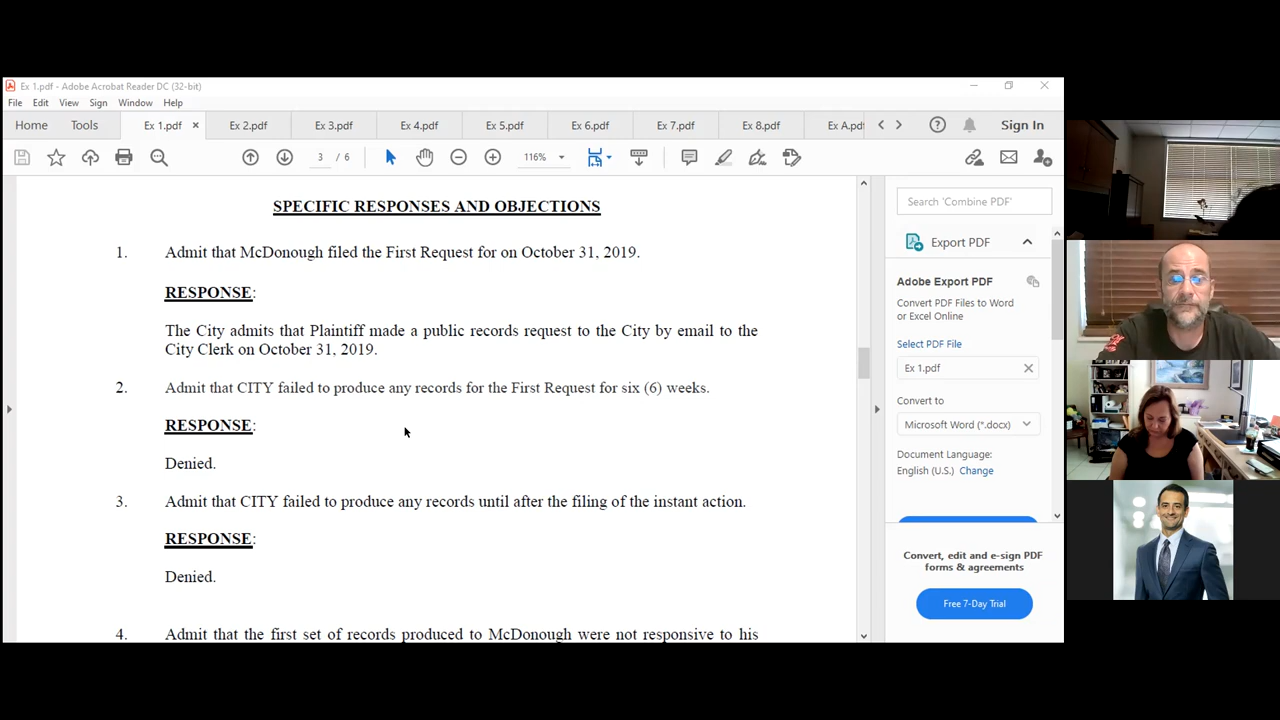 Ex 1.pdf - Adobe Acrobat Reader DC (32-bit)
File Edit View Sign Window Help
Home Tools Ex 1.pdf × Ex 2.pdf Ex 3.pdf Ex 4.pdf Ex 5.pdf Ex 6.pdf Ex 7.pdf Ex 8.pdf Ex A.pdf Sign In
3 / 6 116%
SPECIFIC RESPONSES AND OBJECTIONS
1. Admit that McDonough filed the First Request for on October 31, 2019.
RESPONSE:
The City admits that Plaintiff made a public records request to the City by email to the
City Clerk on October 31, 2019.
2. Admit that CITY failed to produce any records for the First Request for six (6) weeks.
RESPONSE:
Denied.
3. Admit that CITY failed to produce any records until after the filing of the instant action.
RESPONSE:
Denied.
4. Admit that the first set of records produced to McDonough were not responsive to his
Search 'Combine PDF'
Export PDF
Adobe Export PDF
Convert PDF Files to Word
or Excel Online
Select PDF File
Ex 1.pdf
Convert to
Microsoft Word (*.docx)
Document Language:
English (U.S.) Change
Convert, edit and e-sign PDF
forms & agreements
Free 7-Day Trial